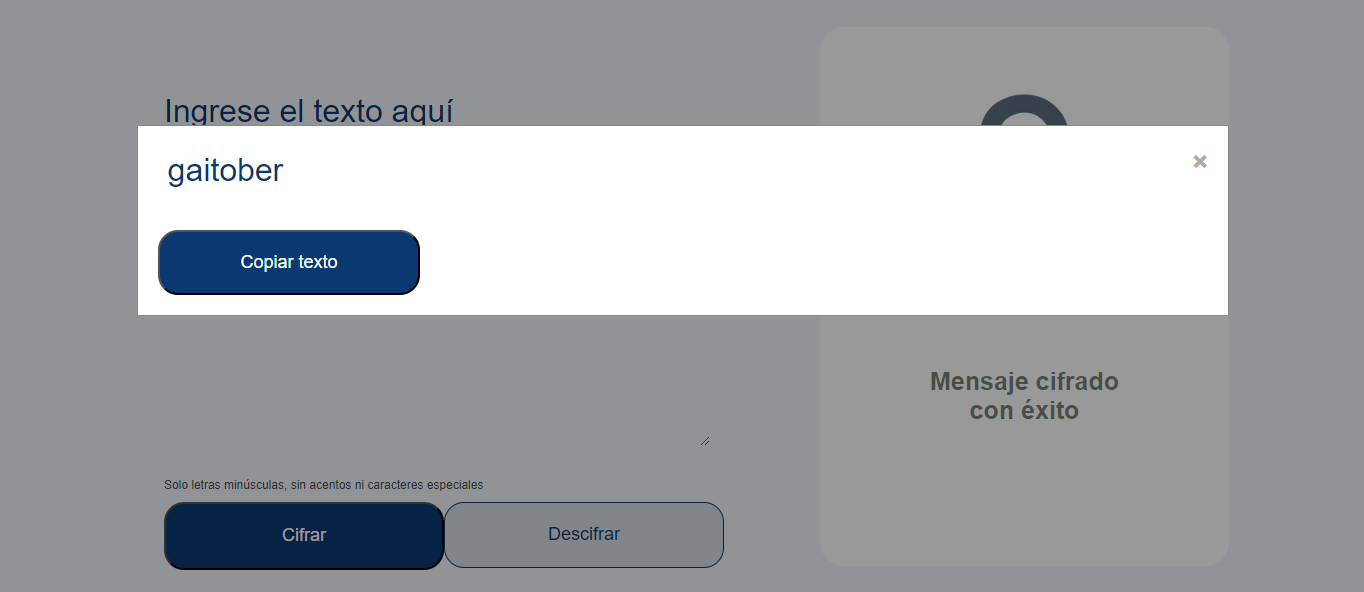 Ingrese el texto aquí
gaitober
Copiar texto
Mensaje cifrado
con éxito
Solo letras minúsculas, sin acentos ni caracteres especiales
Cifrar
Descifrar